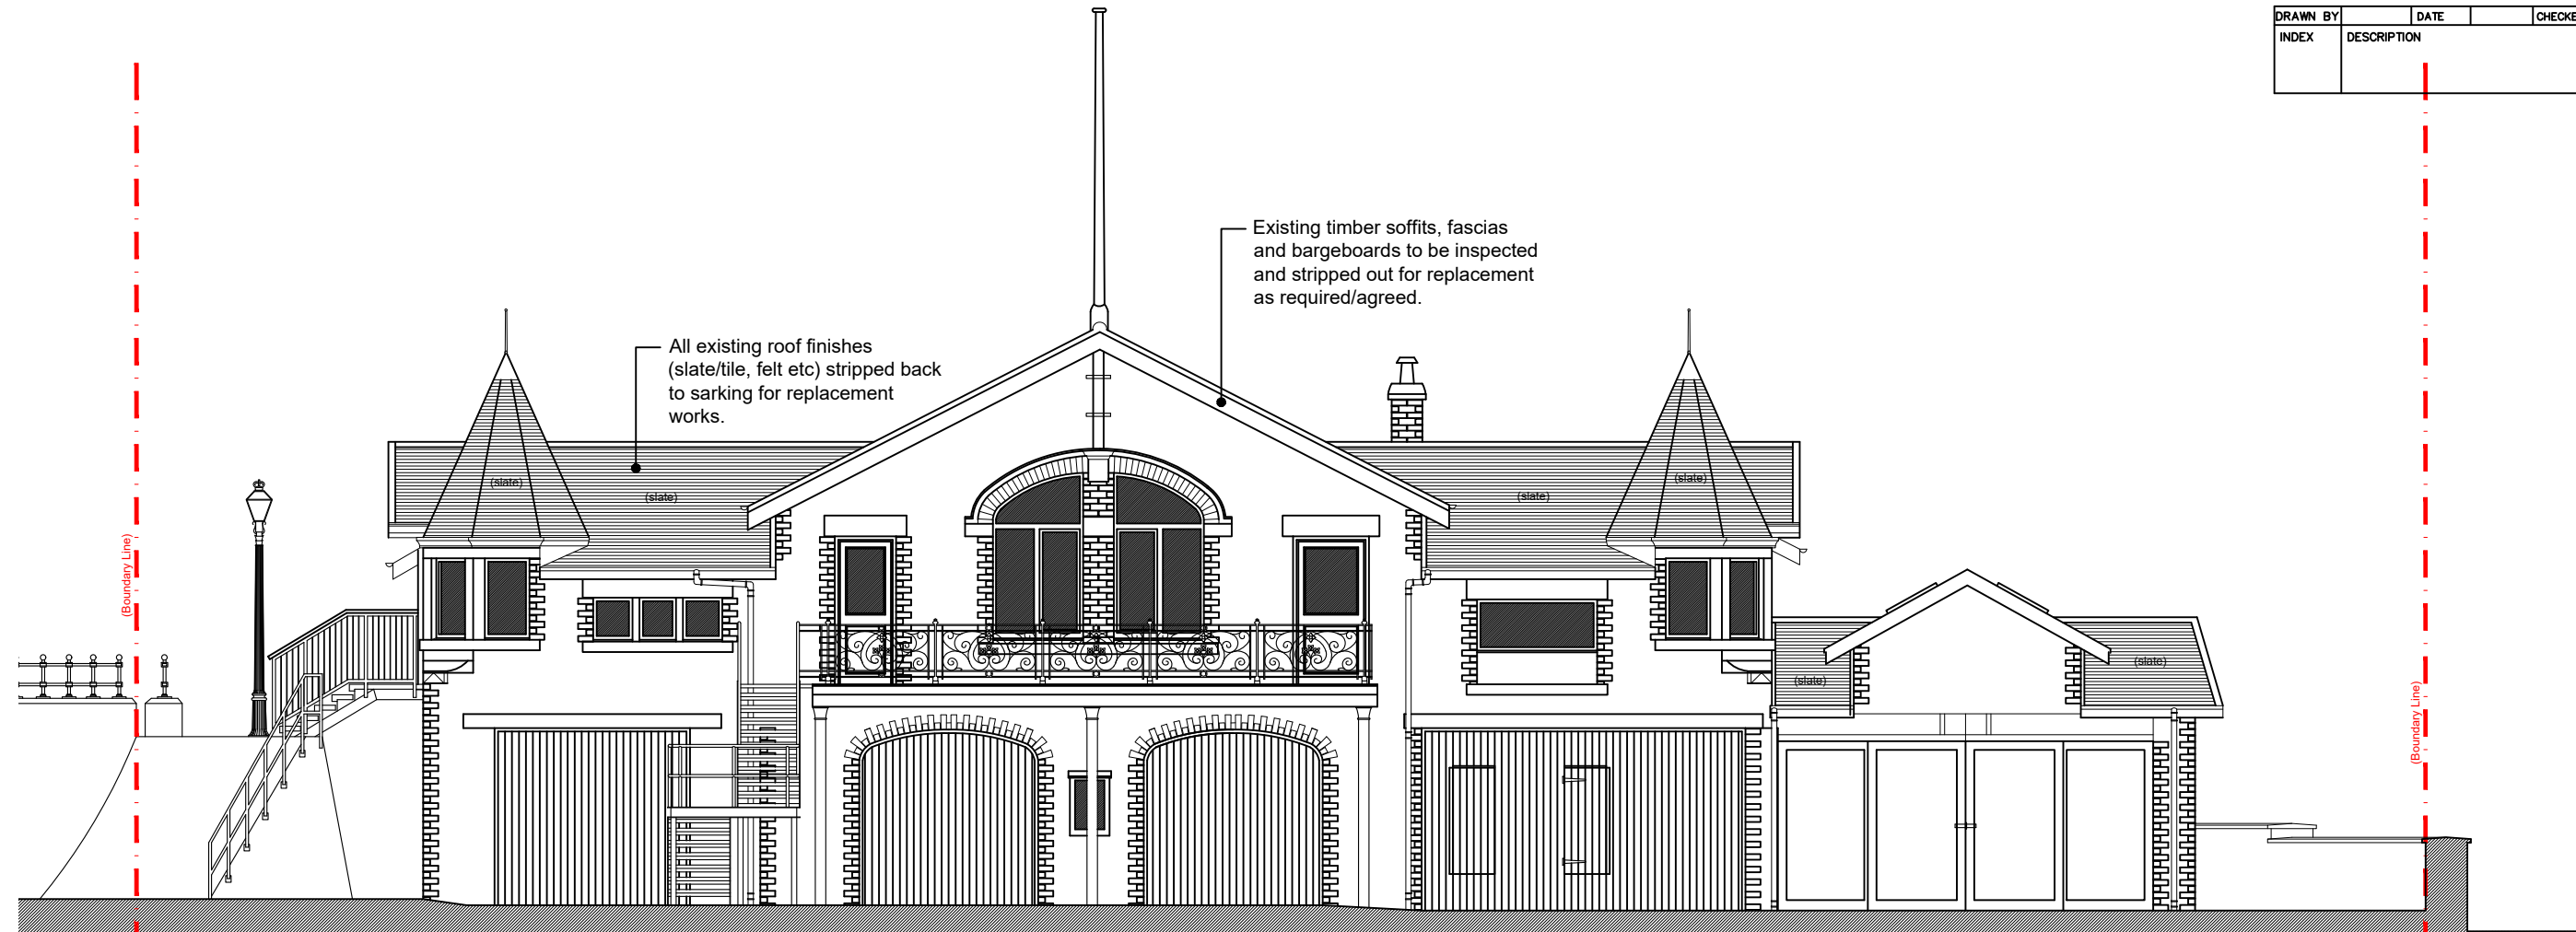 DRAWN BY DATE CHECKE
INDEX DESCRIPTION
Existing timber soffits, fascias
and bargeboards to be inspected
and stripped out for replacement
as required/agreed.
All existing roof finishes
(slate/tile, felt etc) stripped back
to sarking for replacement
works.
(slate)
(slate)
(slate)
(slate)
(Boundary Line)
(slate)
(slate)
(Boundary Line)